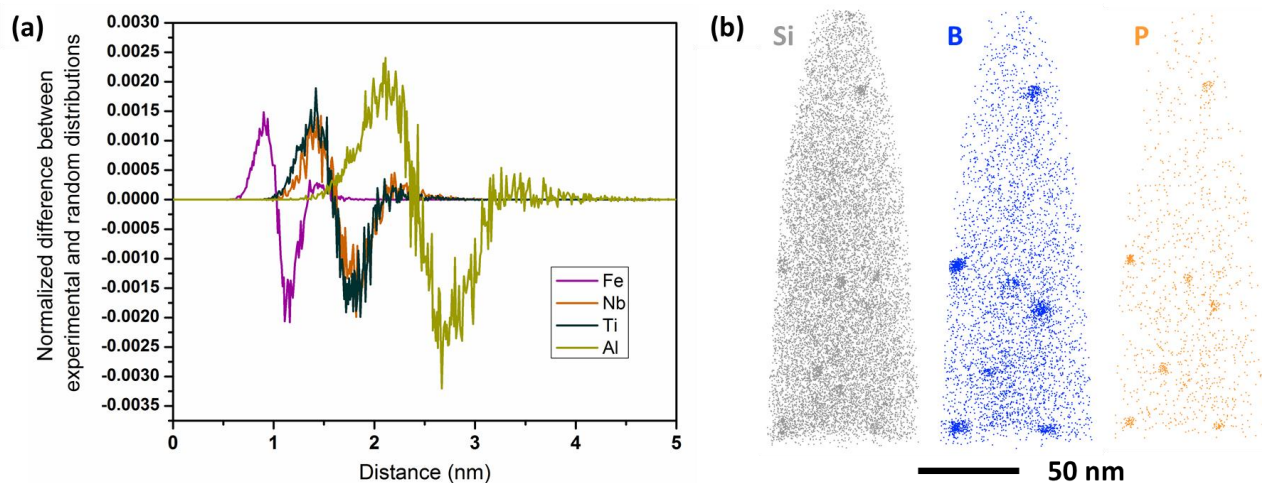 (a)
Normalized difference between
experimental and random distributions
0.0030
0.0025
0.0020
0.0015
0.0010
0.0005
0.0000
-0.0005
-0.0010
-0.0015
-0.0020
-0.0025
-0.0030
-0.0035
Fe
Nb
Ti
Al
0 1 2 3 4 5
Distance (nm)
(b)
Si B P
50 nm